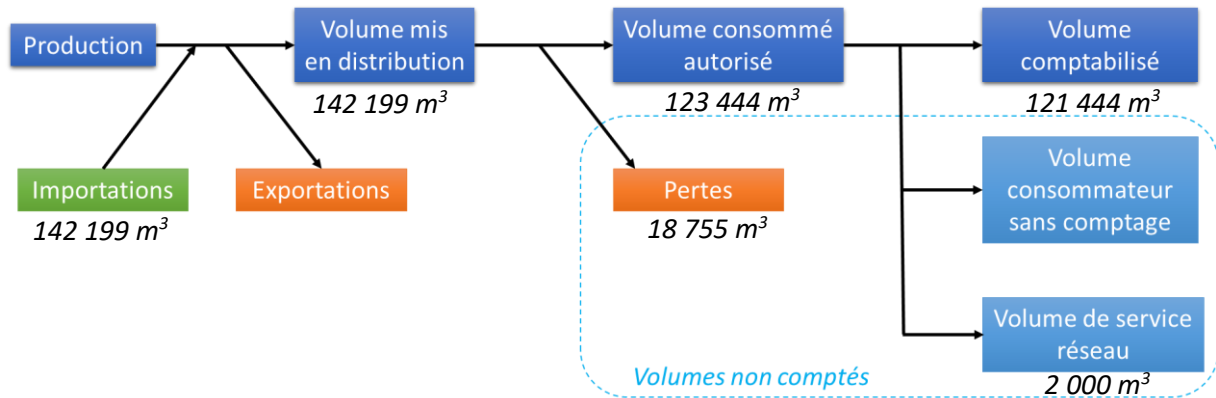 Production
Volume mis
en distribution
142 199 m³
Volume consommé
autorisé
123 444 m³
Volume
comptabilisé
121 444 m³
Importations
142 199 m³
Exportations
Pertes
18 755 m³
Volume
consommateur
sans comptage
Volume de service
réseau
2 000 m³
Volumes non comptés